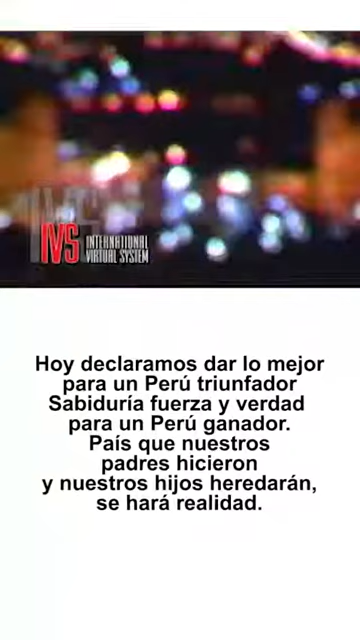 IVS INTERNATIONAL
VIRTUAL SYSTEM
Hoy declaramos dar lo mejor
para un Perú triunfador
Sabiduría fuerza y verdad
para un Perú ganador.
País que nuestros
padres hicieron
y nuestros hijos heredarán,
se hará realidad.